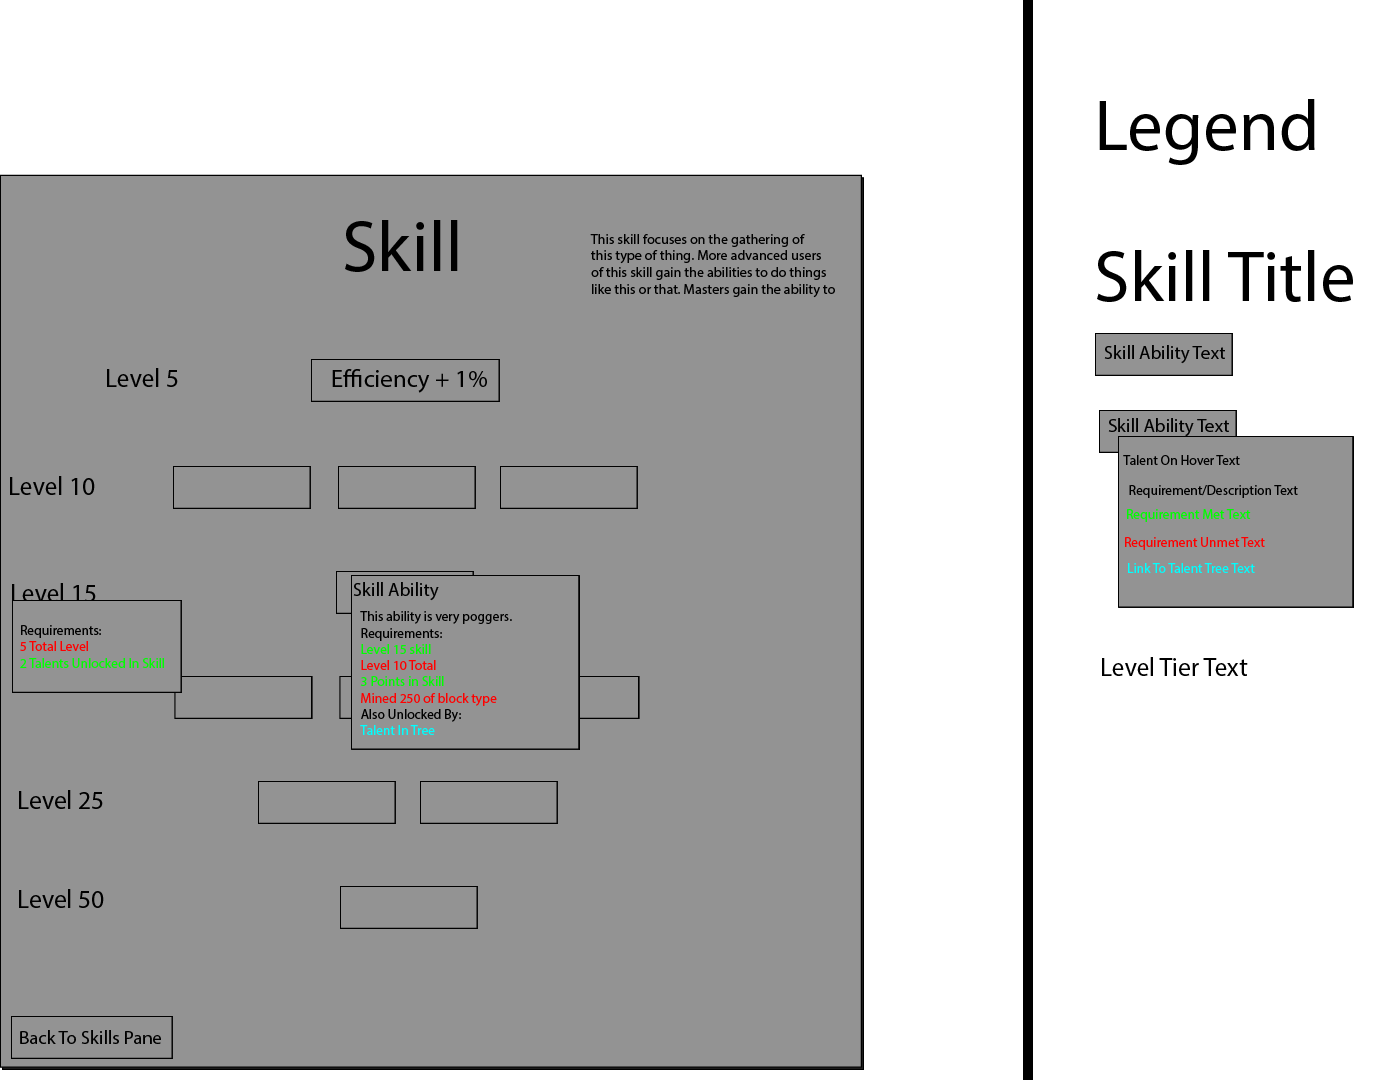 Skill
This skill focuses on the gathering of
this type of thing. More advanced users
of this skill gain the abilities to do things
like this or that. Masters gain the ability to
Level 5
Efficiency + 1%
Level 10
Level 15
Requirements:
5 Total Level
2 Talents Unlocked In Skill
Skill Ability
This ability is very poggers.
Requirements:
Level 15 skill
Level 10 Total
Points in Skill
Mined 250 of block type
Also Unlocked By:
Talent In Tree
Level 25
Level 50
Back To Skills Pane
Legend
Skill Title
Skill Ability Text
Skill Ability Text
Talent On Hover Text
Requirement/Description Text
Requirement Met Text
Requirement Unmet Text
Link To Talent Tree Text
Level Tier Text